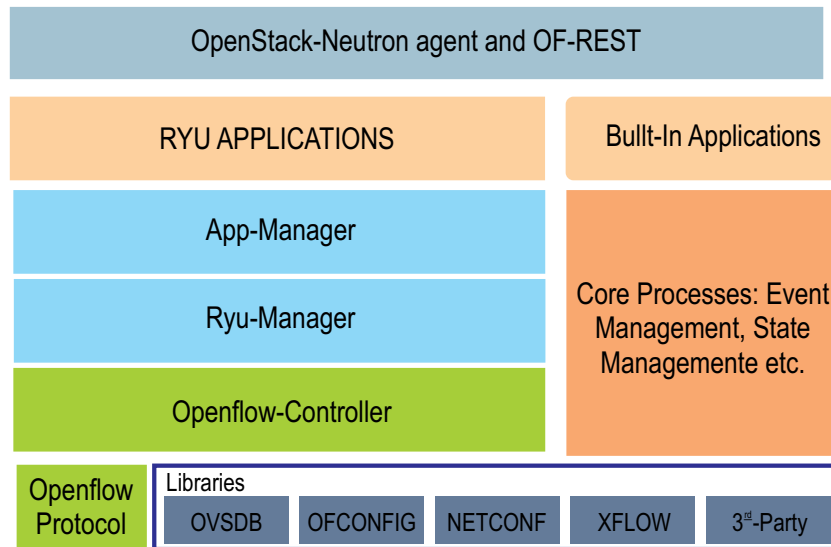 OpenStack-Neutron agent and OF-REST
RYU APPLICATIONS
Bullt-In Applications
App-Manager
Ryu-Manager
Openflow-Controller
Core Processes: Event
Management, State
Managemente etc.
Openflow
Protocol
Libraries
OVSDB
OFCONFIG
NETCONF
XFLOW
3rd-Party